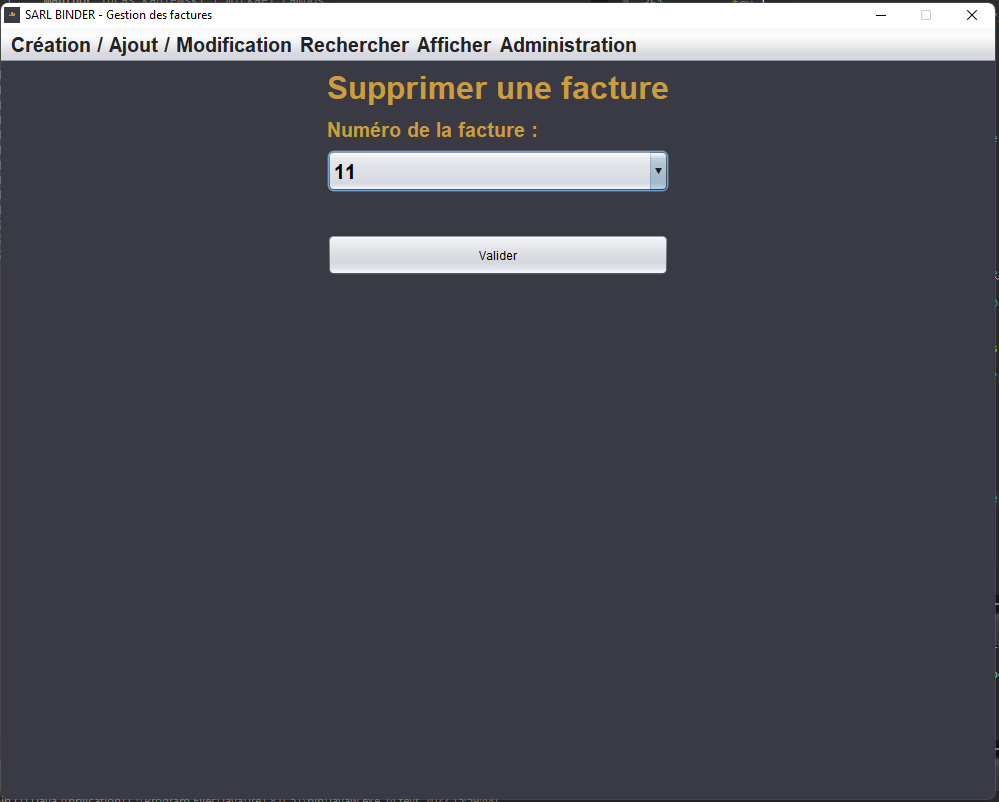 SARL BINDER - Gestion des factures
Création / Ajout / Modification Rechercher Afficher Administration
Supprimer une facture
Numéro de la facture :
11
Valider